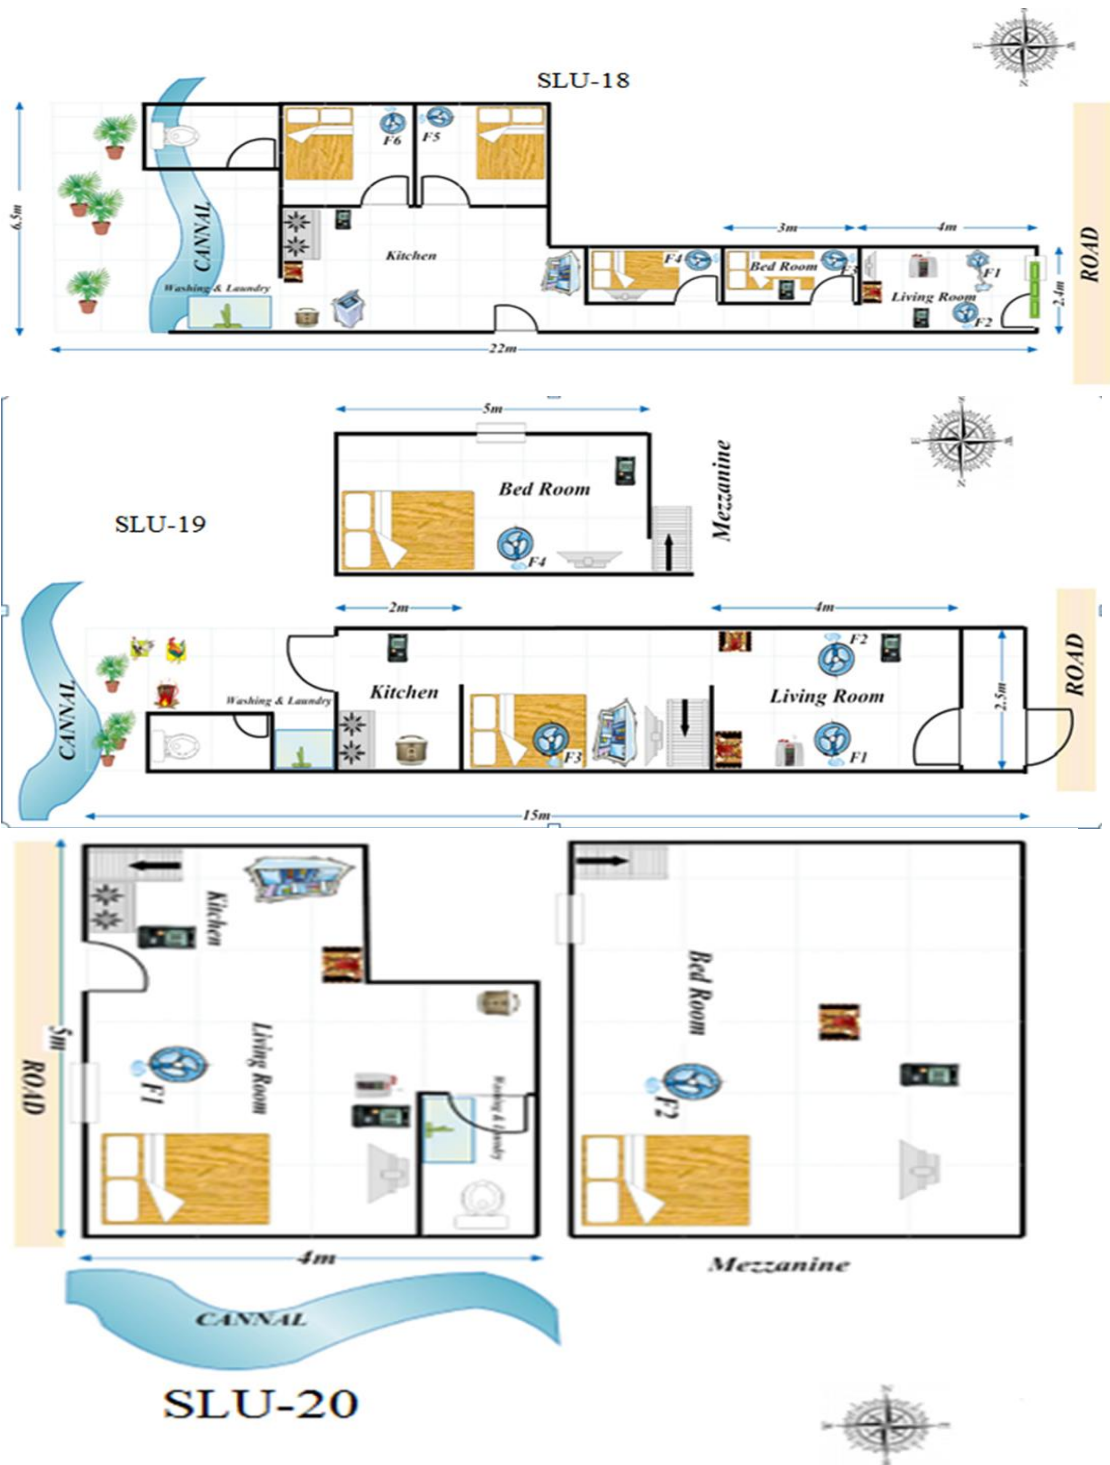 SLU-18
F6
F5
6.5m
CANNAL
Kitchen
Washing & Laundry
3m
4m
F4
Bed Room
F3
F1
Living Room
F2
2.4m
ROAD
22m
5m
Bed Room
Mezzanine
SLU-19
F4
2m
4m
F2
Kitchen
Living Room
Washing & Laundry
CANNAL
F3
F1
2.5m
ROAD
15m
Kitchen
5m
ROAD
F1
Living Room
Washing & Laundry
Bed Room
F2
4m
Mezzanine
CANNAL
SLU-20